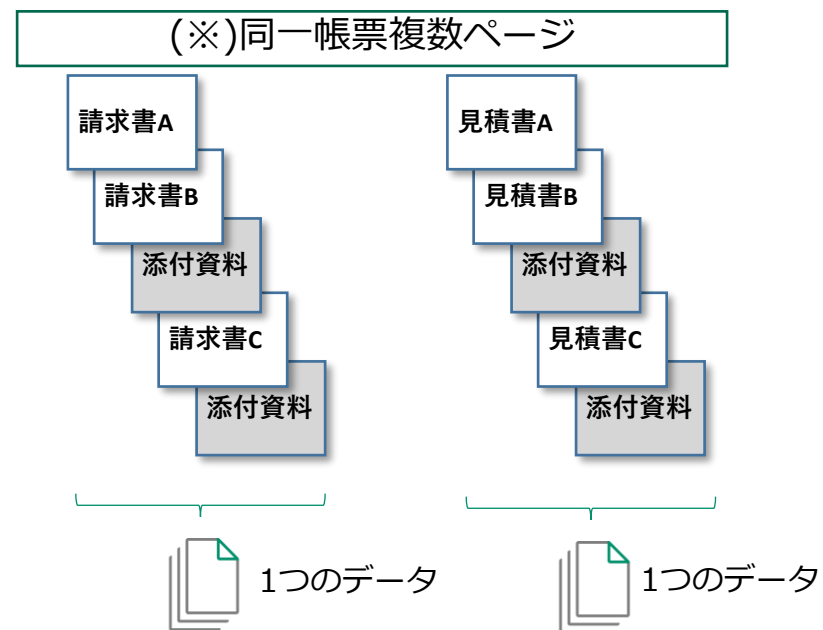 (※)同一帳票複数ページ
請求書A
請求書B
添付資料
請求書C
添付資料
1つのデータ
見積書A
見積書B
添付資料
見積書C
添付資料
1つのデータ